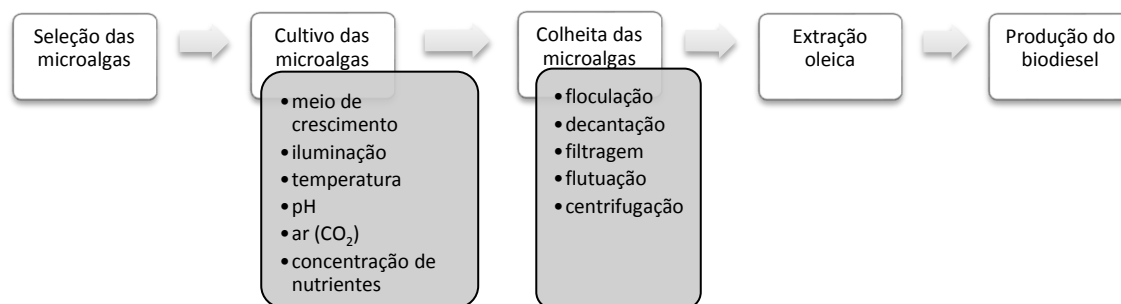 Seleção das
microalgas
Cultivo das
microalgas
• meio de
crescimento
• iluminação
• temperatura
• pH
• ar (CO₂)
• concentração de
nutrientes
Colheita das
microalgas
• floculação
• decantação
• filtragem
• flutuação
• centrifugação
Extração
oleica
Produção do
biodiesel